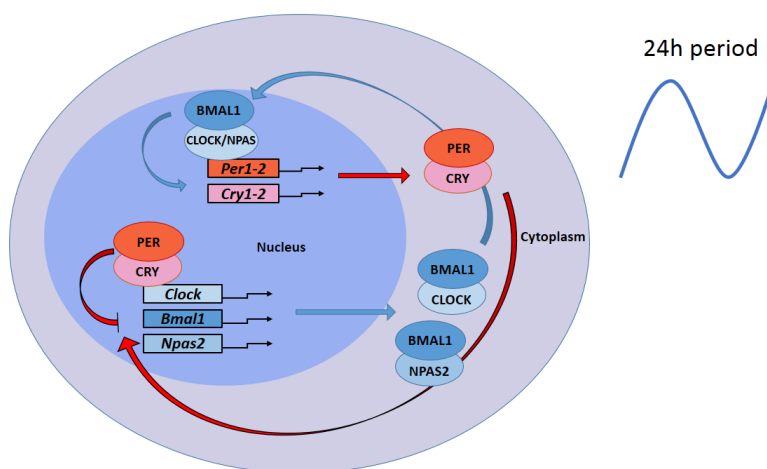 24h period
BMAL1
CLOCK/NPAS
Per1-2
Cry1-2
PER
CRY
Cytoplasm
Nucleus
PER
CRY
Clock
Bmal1
Npas2
BMAL1
CLOCK
BMAL1
NPAS2